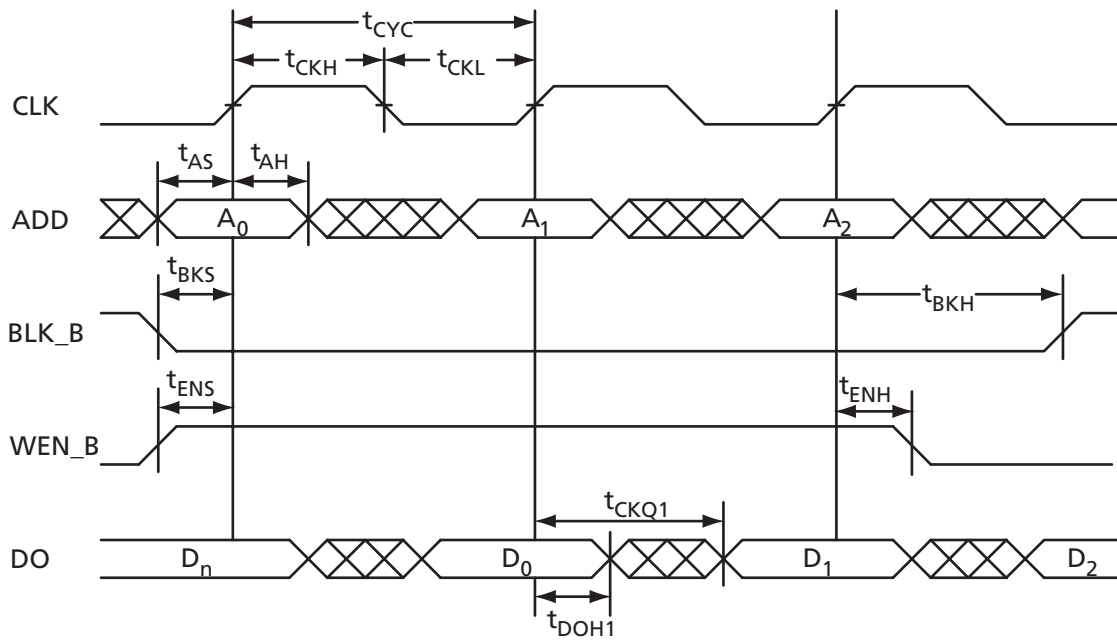 tCYC
tCKH tCKL
CLK
tAS tAH
ADD A0 A1 A2
tBKS tBKH
BLK_B
tENS tENH
WEN_B
tCKQ1
DO Dn D0 D1 D2
tDOH1